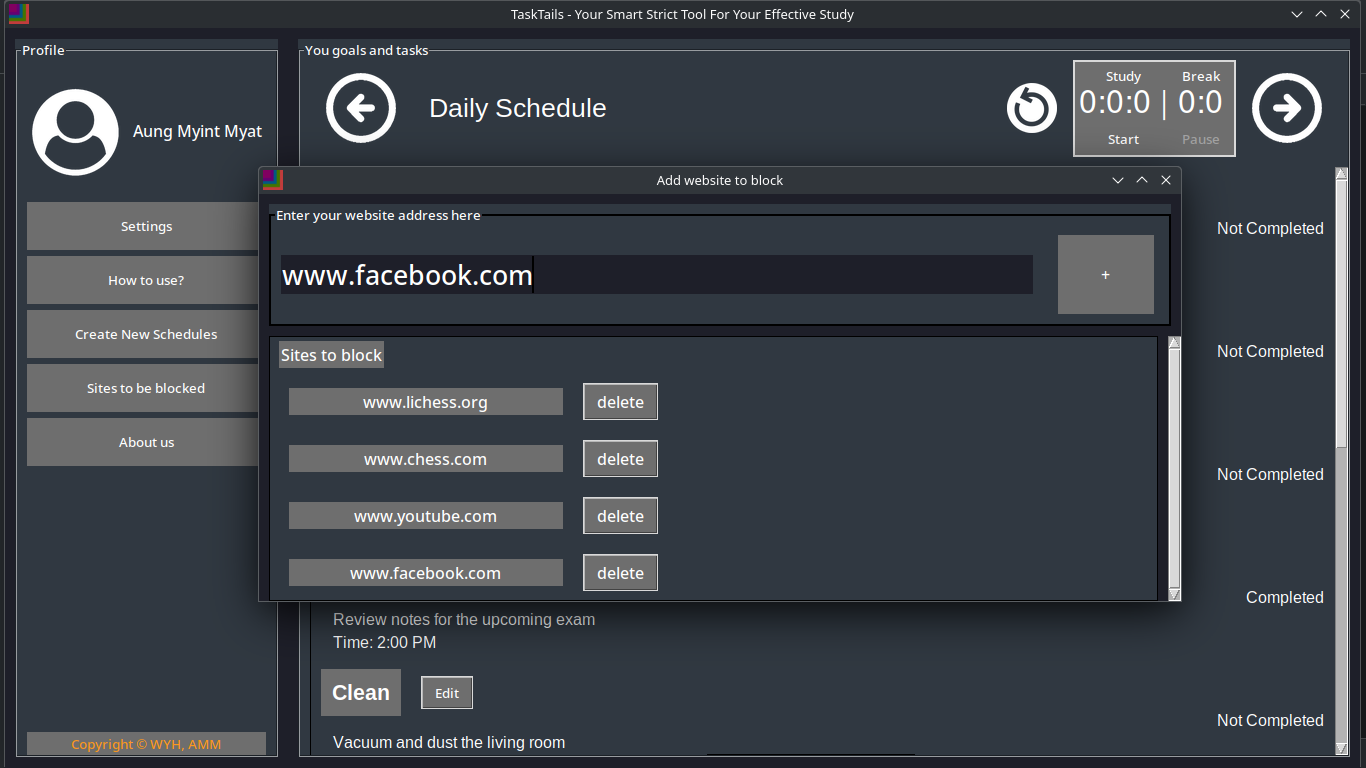 TaskTails - Your Smart Strict Tool For Your Effective Study
Profile
Aung Myint Myat
Settings
How to use?
Create New Schedules
Sites to be blocked
About us
Copyright © WYH, AMM
You goals and tasks
Daily Schedule
Study Break
0:0:0 | 0:0
Start Pause
Add website to block
Enter your website address here
www.facebook.com
+
Sites to block
www.lichess.org delete
www.chess.com delete
www.youtube.com delete
www.facebook.com delete
Not Completed
Not Completed
Not Completed
Completed
Review notes for the upcoming exam
Time: 2:00 PM
Clean Edit
Not Completed
Vacuum and dust the living room